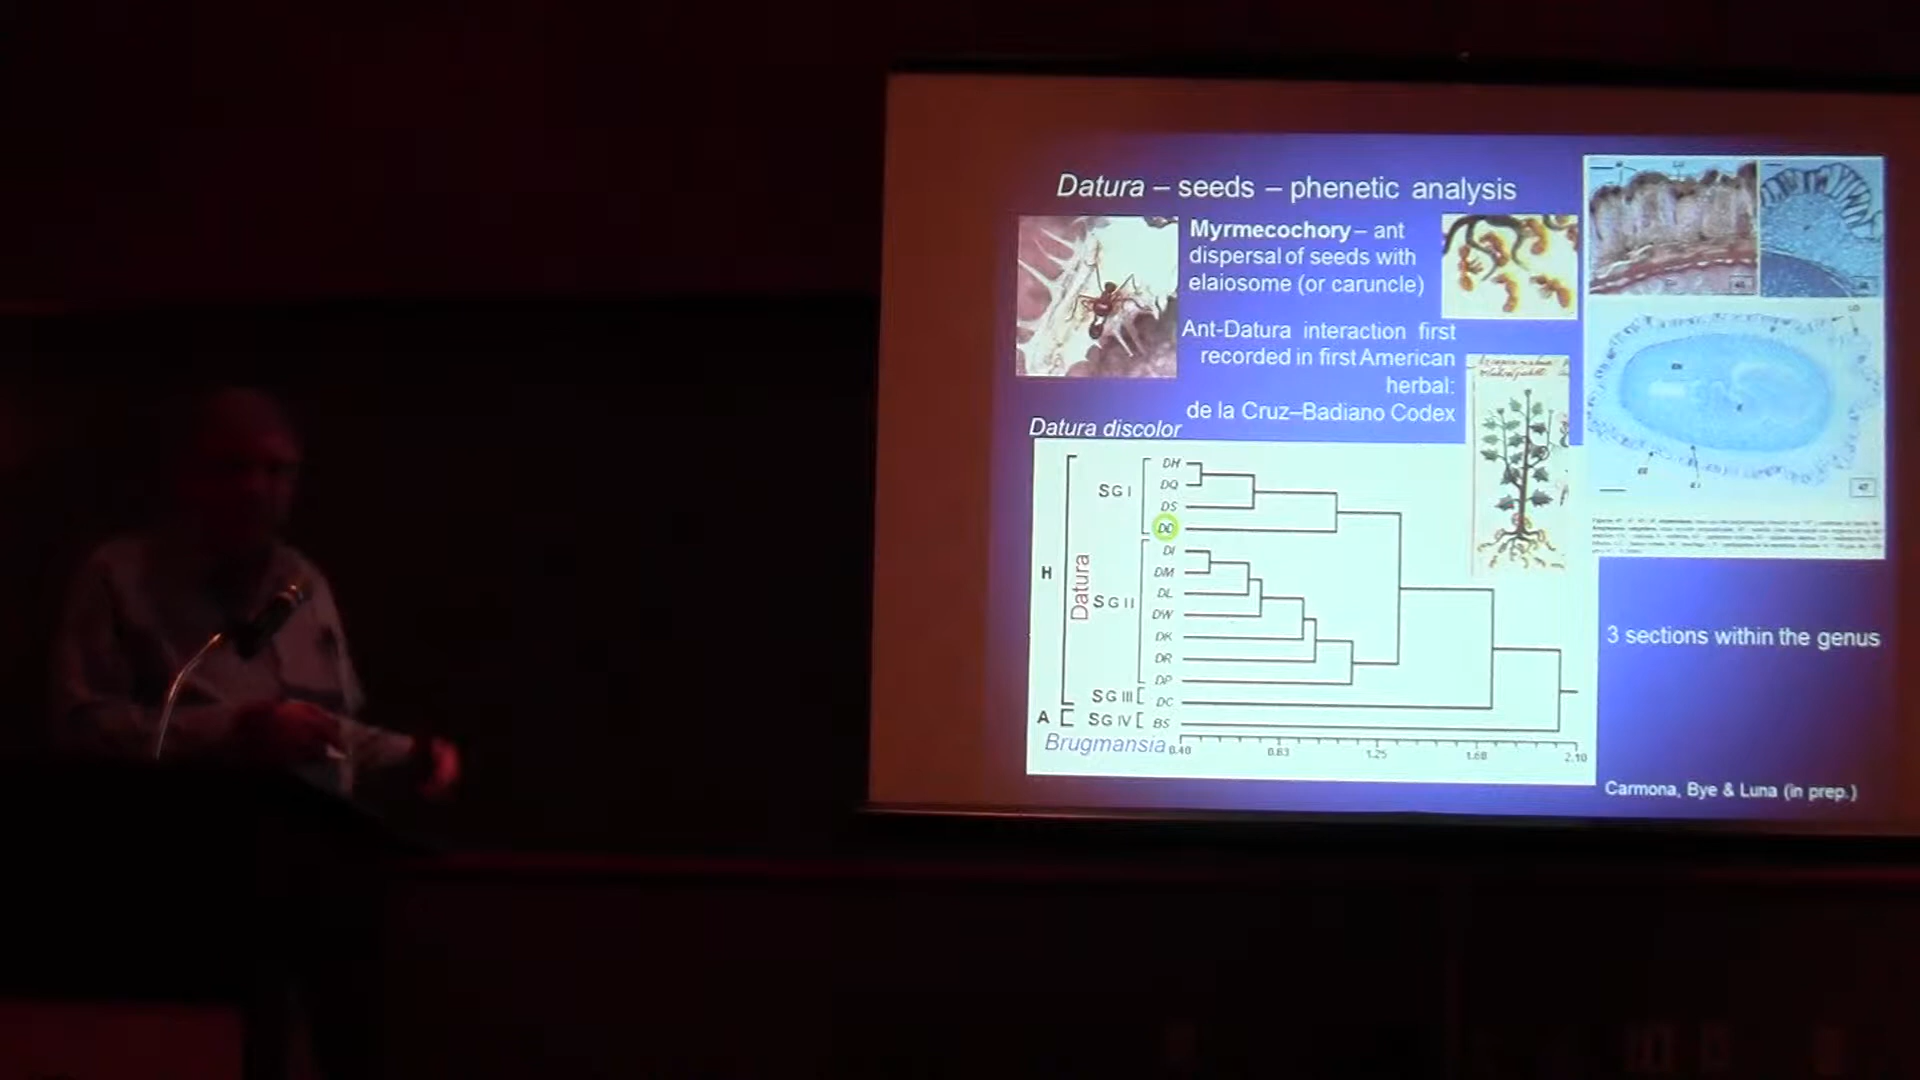 Datura – seeds – phenetic analysis
Myrmecochory – ant
dispersal of seeds with
elaiosome (or caruncle)
Ant-Datura interaction first
recorded in first American
herbal:
de la Cruz–Badiano Codex
Datura discolor
DH
SG I
DQ
DS
DD
DI
H
Datura
DM
DL
SG II
DW
DK
DR
DP
SG III
DC
A
SG IV
BS
Brugmansia
0.40
0.83
1.25
1.68
2.10
3 sections within the genus
Carmona, Bye & Luna (in prep.)